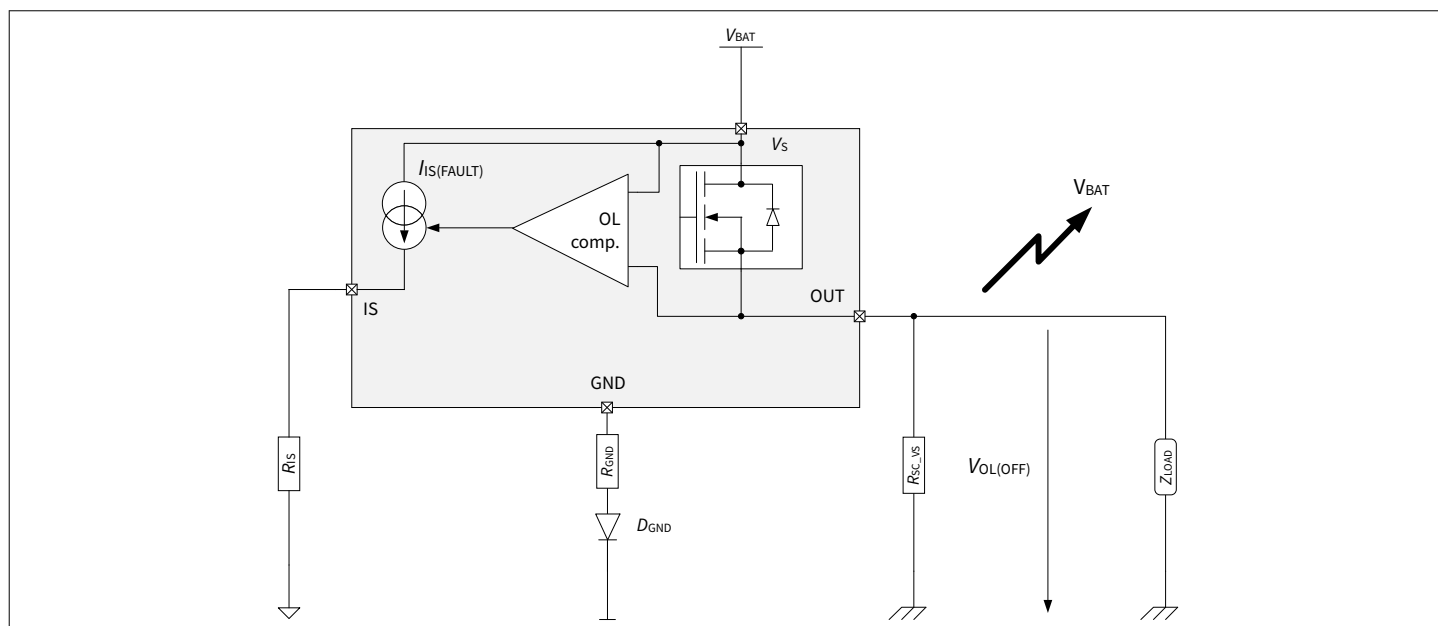 VBAT
VS
IIS(FAULT)
OL
comp.
VBAT
OUT
IS
GND
RIS
RGND
RSC_VS
VOL(OFF)
ZLOAD
DGND